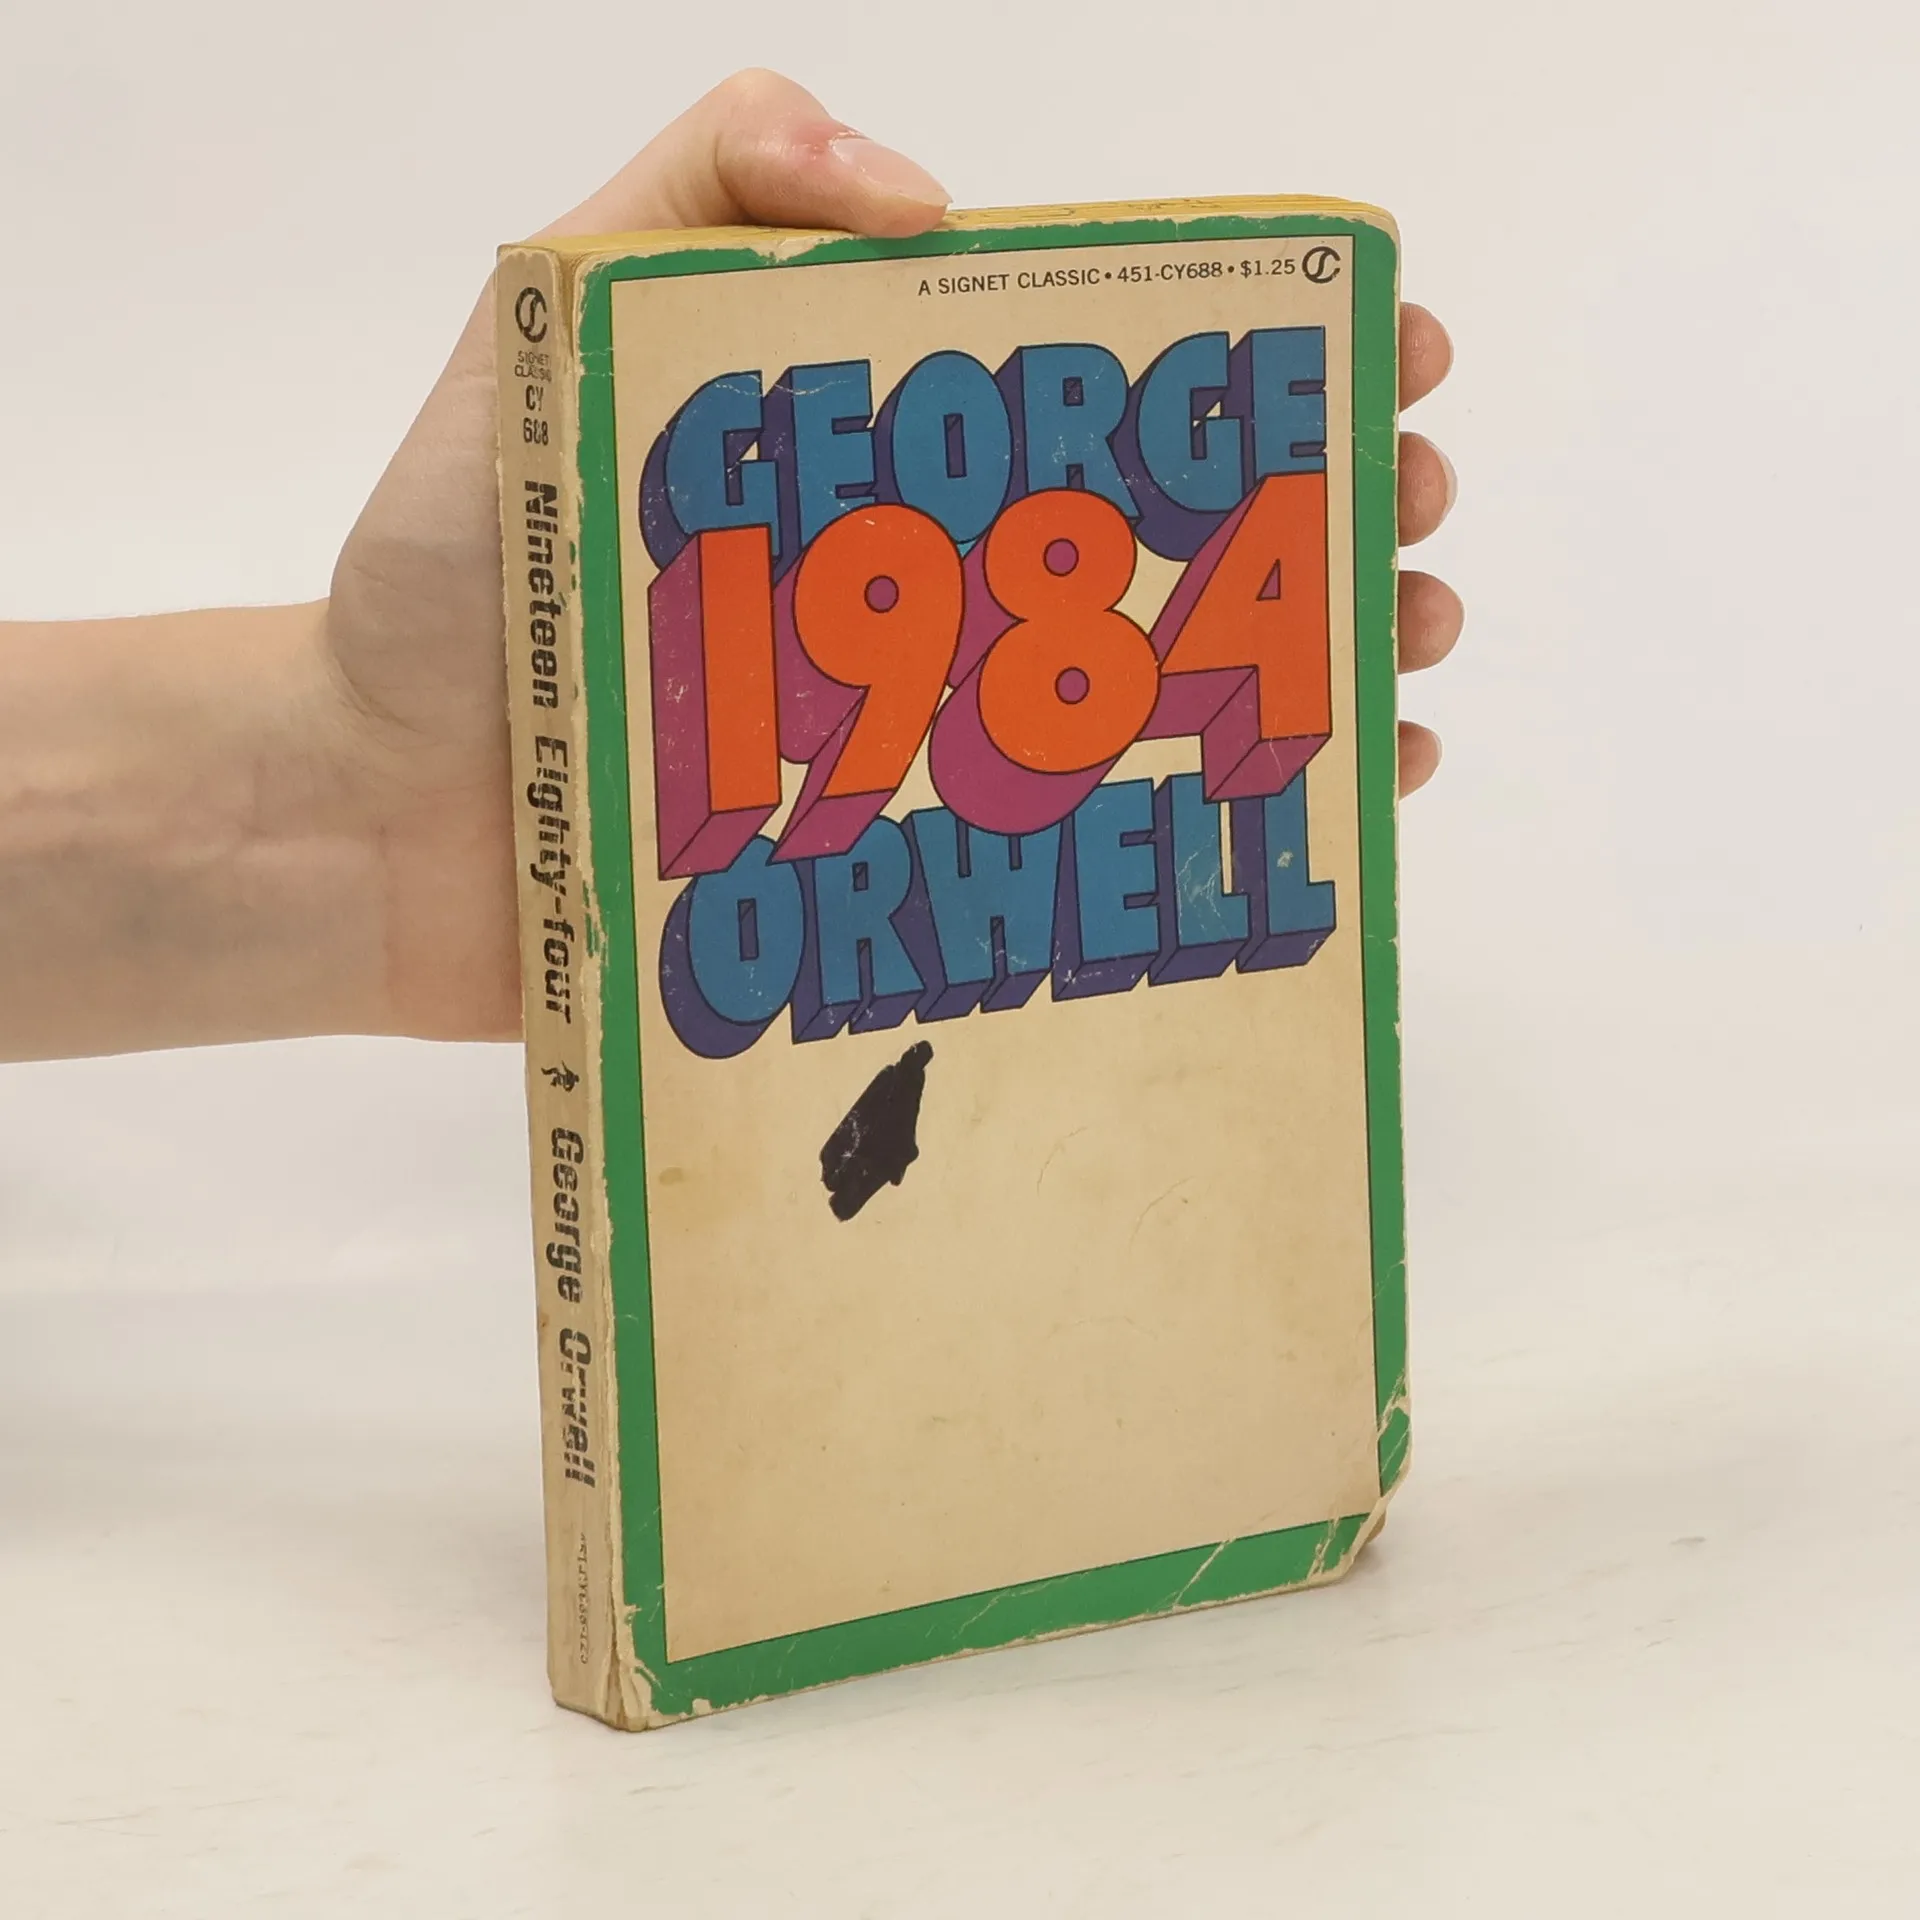 A SIGNET CLASSIC • 451-CY688 • $1.25
GEORGE
1984
ORWELL
SIGNET
CLASSIC
CY
688
Nineteen Eighty-four George Orwell